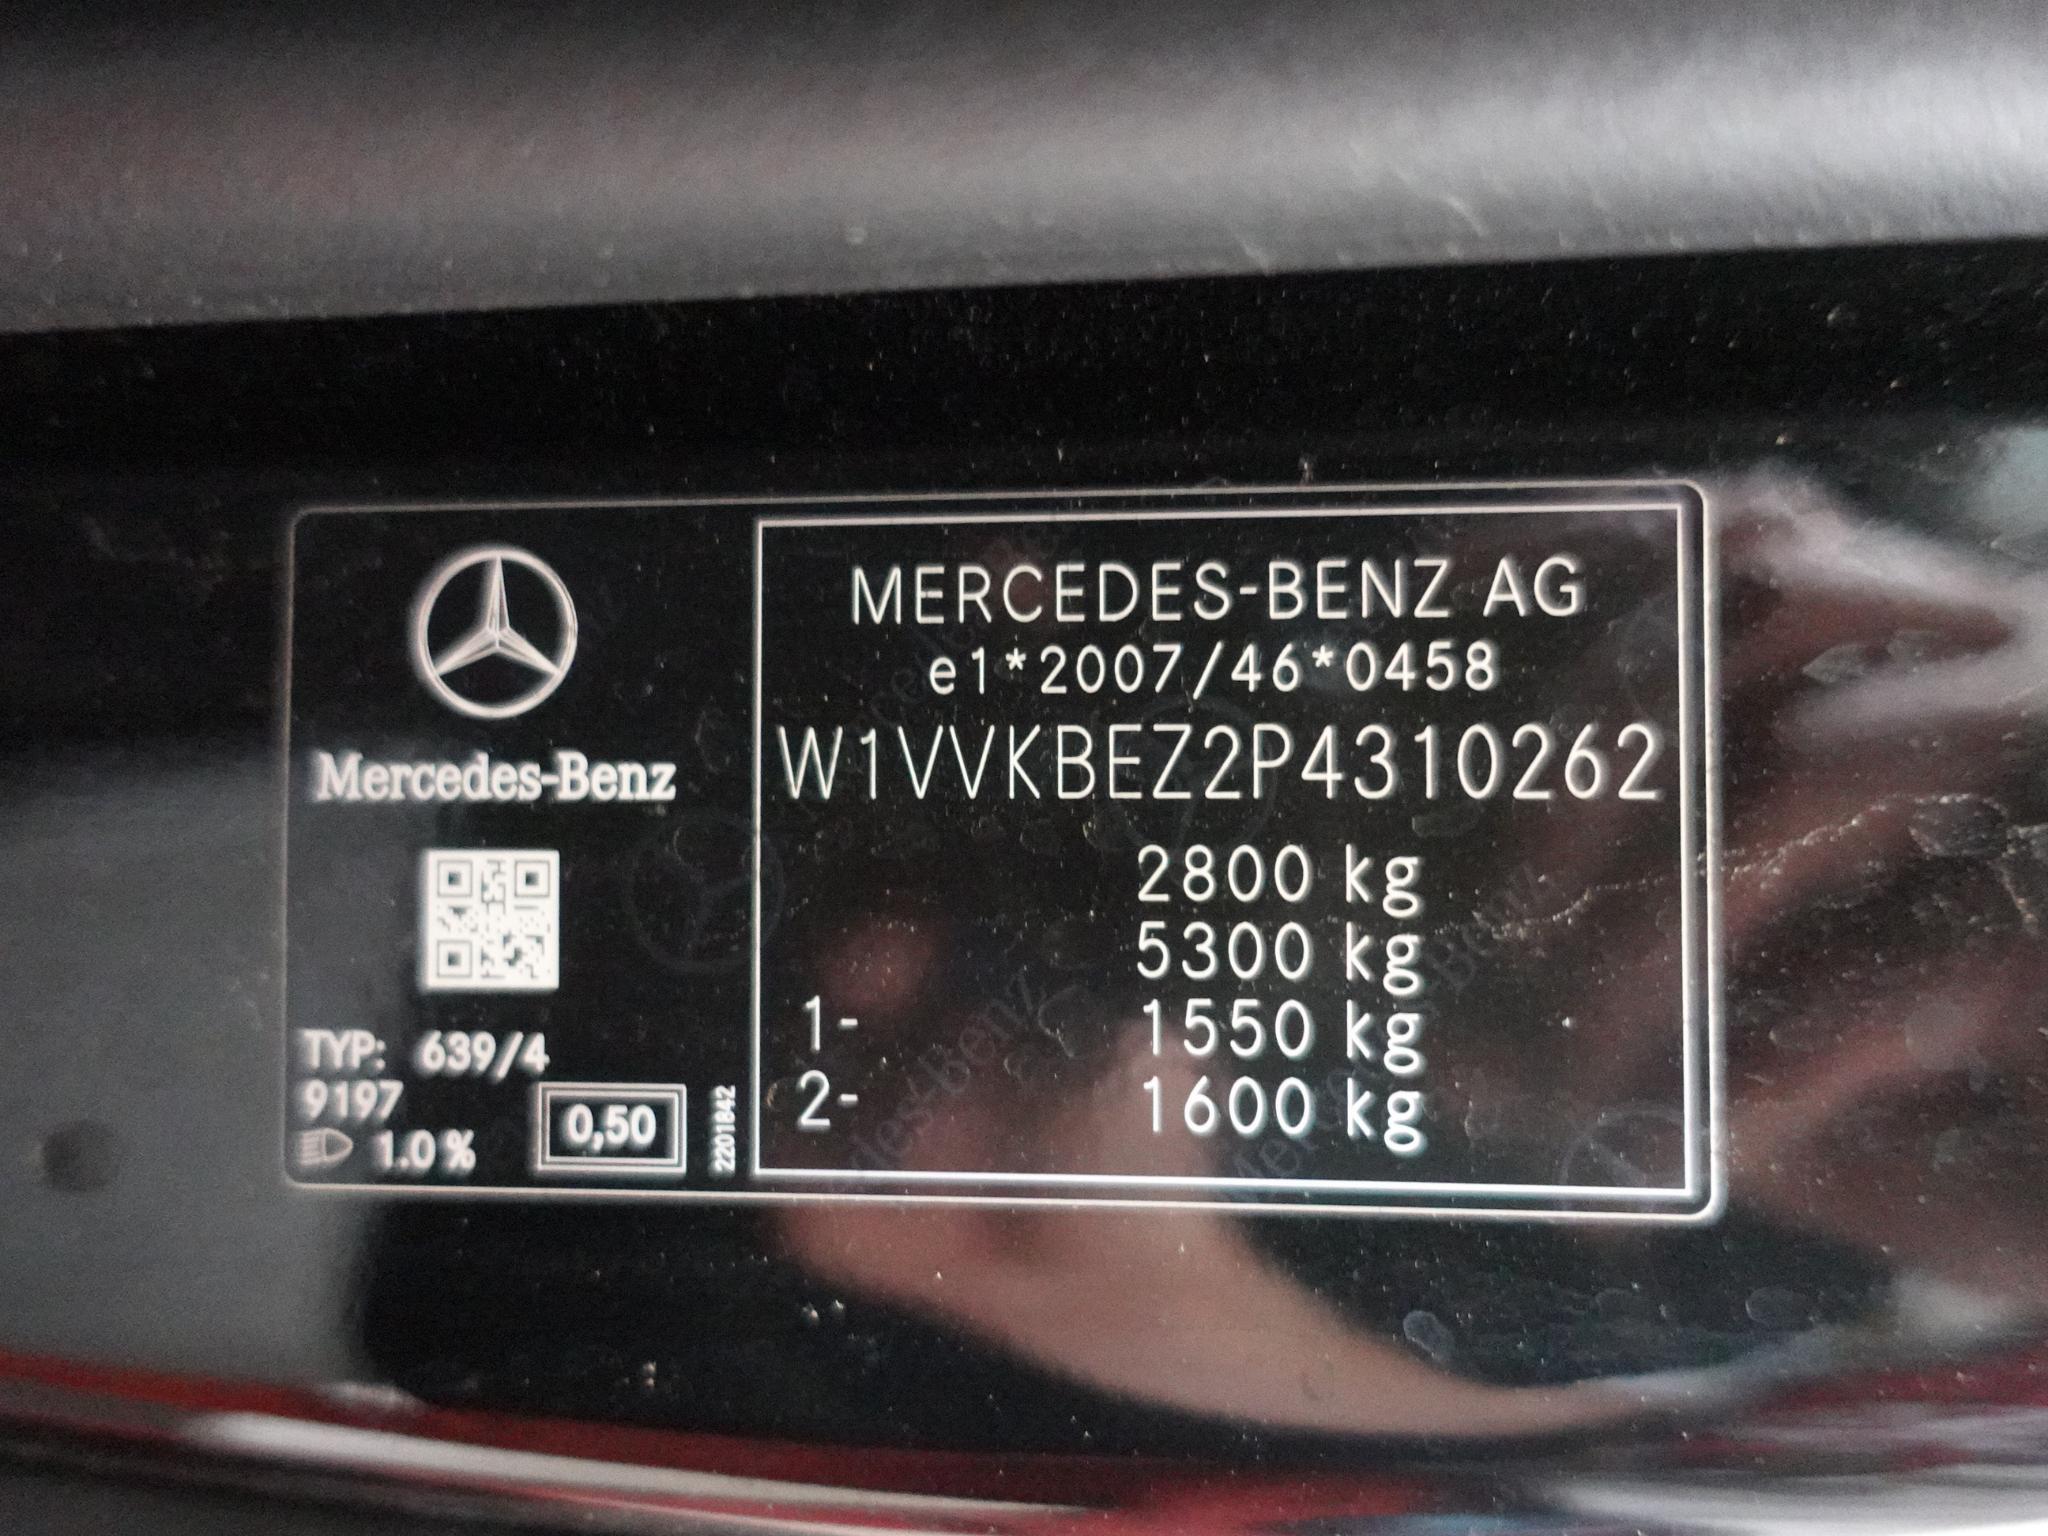 Mercedes-Benz
TYP: 639/4
9197
1.0 %
0,50
2201842
MERCEDES-BENZ AG
e1*2007/46*0458
W1VVKBEZ2P4310262
2800 kg
5300 kg
1- 1550 kg
2- 1600 kg